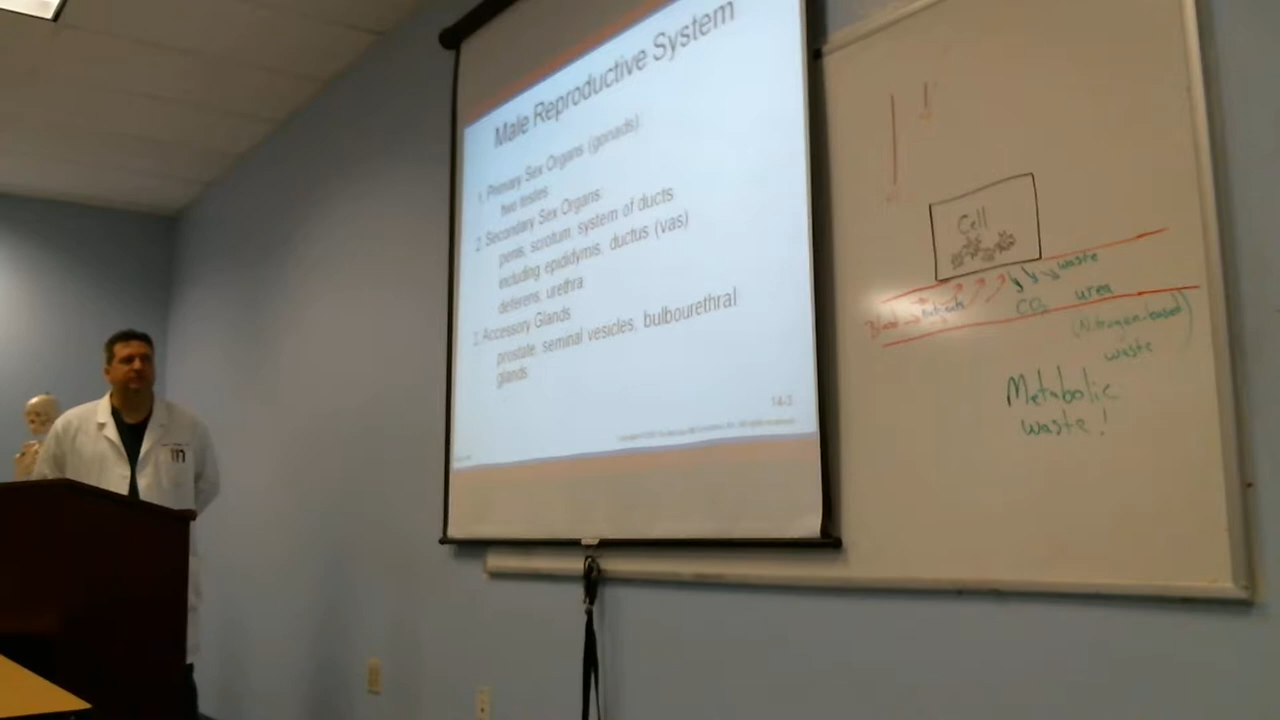 Male Reproductive System
1. Primary Sex Organs (gonads):
two testes
2. Secondary Sex Organs:
penis, scrotum system of ducts
including epididymis, ductus (vas)
deferens, urethra
3. Accessory Glands
prostate, seminal vesicles, bulbourethral
glands
14-3
Cell
waste
Blood → Nutrients
CO₂ urea
(Nitrogen-based)
waste
Metabolic
waste!
m